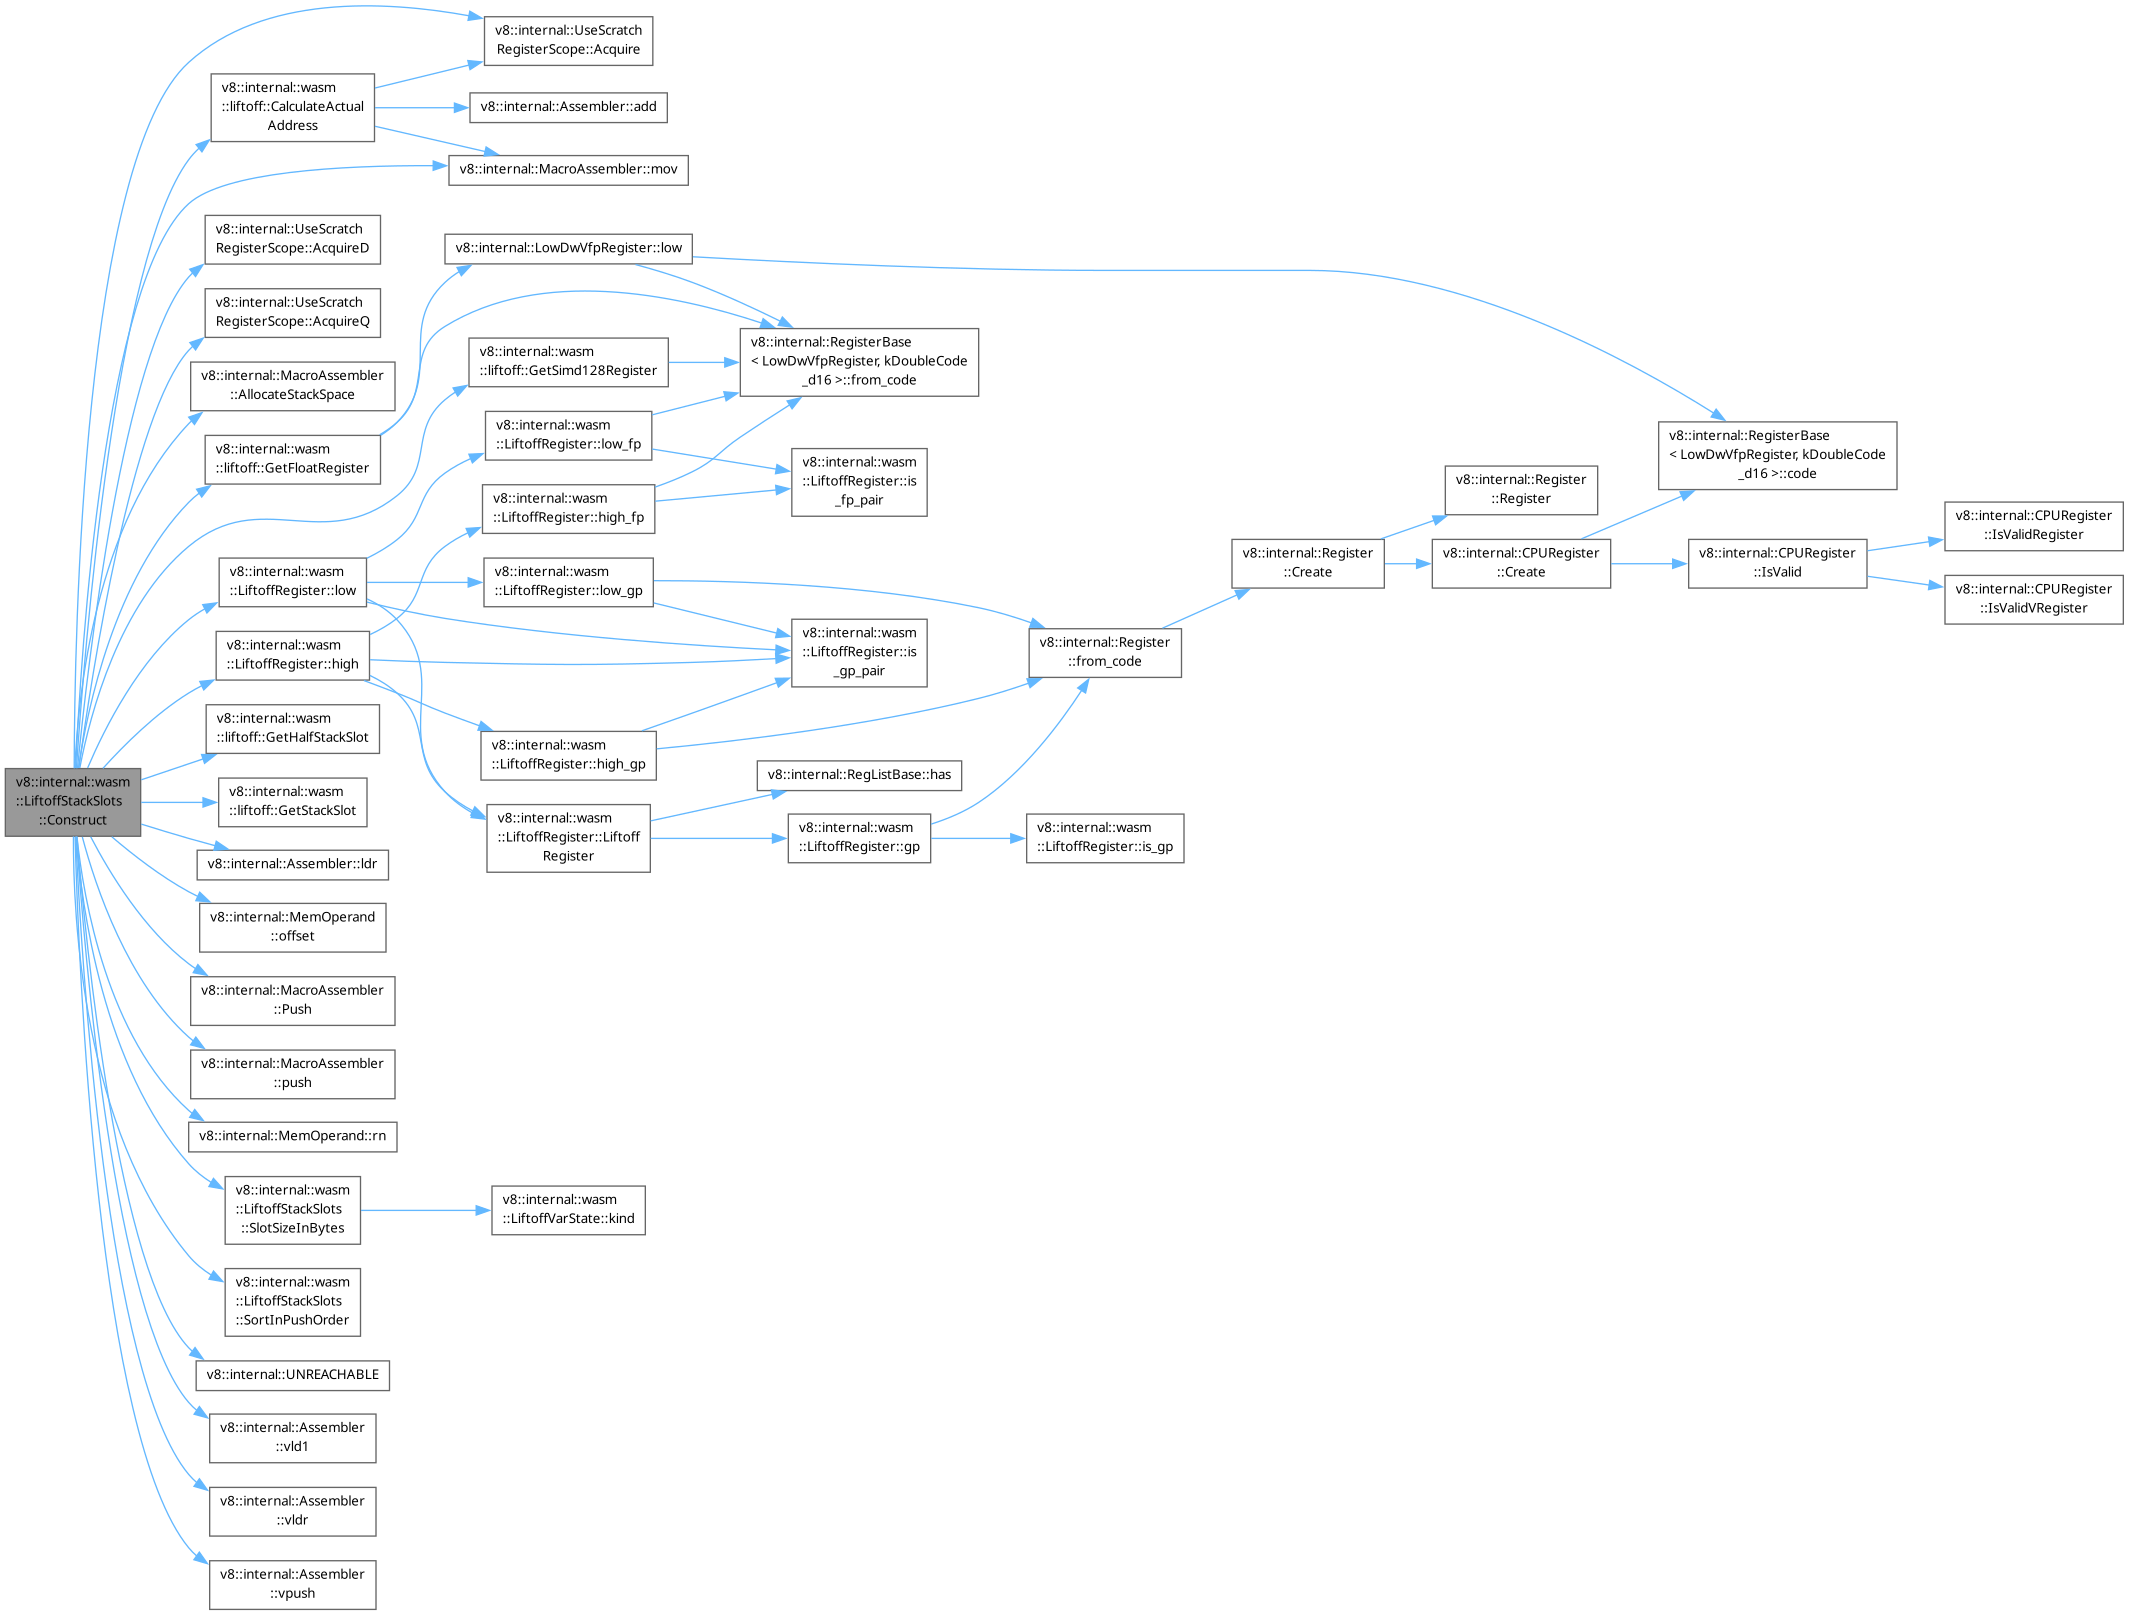 v8::internal::wasm
::LiftoffStackSlots
::Construct
v8::internal::UseScratch
RegisterScope::Acquire
v8::internal::wasm
::liftoff::CalculateActual
Address
v8::internal::Assembler::add
v8::internal::MacroAssembler::mov
v8::internal::UseScratch
RegisterScope::AcquireD
v8::internal::UseScratch
RegisterScope::AcquireQ
v8::internal::MacroAssembler
::AllocateStackSpace
v8::internal::wasm
::liftoff::GetFloatRegister
v8::internal::LowDwVfpRegister::low
v8::internal::RegisterBase
< LowDwVfpRegister, kDoubleCode
_d16 >::from_code
v8::internal::wasm
::liftoff::GetSimd128Register
v8::internal::wasm
::LiftoffRegister::low_fp
v8::internal::wasm
::LiftoffRegister::is
_fp_pair
v8::internal::wasm
::LiftoffRegister::high_fp
v8::internal::wasm
::LiftoffRegister::low
v8::internal::wasm
::LiftoffRegister::low_gp
v8::internal::wasm
::LiftoffRegister::is
_gp_pair
v8::internal::wasm
::LiftoffRegister::high
v8::internal::wasm
::LiftoffRegister::high_gp
v8::internal::wasm
::LiftoffRegister::Liftoff
Register
v8::internal::RegListBase::has
v8::internal::wasm
::LiftoffRegister::gp
v8::internal::wasm
::LiftoffRegister::is_gp
v8::internal::Register
::from_code
v8::internal::Register
::Create
v8::internal::Register
::Register
v8::internal::CPURegister
::Create
v8::internal::RegisterBase
< LowDwVfpRegister, kDoubleCode
_d16 >::code
v8::internal::CPURegister
::IsValid
v8::internal::CPURegister
::IsValidRegister
v8::internal::CPURegister
::IsValidVRegister
v8::internal::wasm
::liftoff::GetHalfStackSlot
v8::internal::wasm
::liftoff::GetStackSlot
v8::internal::Assembler::ldr
v8::internal::MemOperand
::offset
v8::internal::MacroAssembler
::Push
v8::internal::MacroAssembler
::push
v8::internal::MemOperand::rn
v8::internal::wasm
::LiftoffStackSlots
::SlotSizeInBytes
v8::internal::wasm
::LiftoffVarState::kind
v8::internal::wasm
::LiftoffStackSlots
::SortInPushOrder
v8::internal::UNREACHABLE
v8::internal::Assembler
::vld1
v8::internal::Assembler
::vldr
v8::internal::Assembler
::vpush